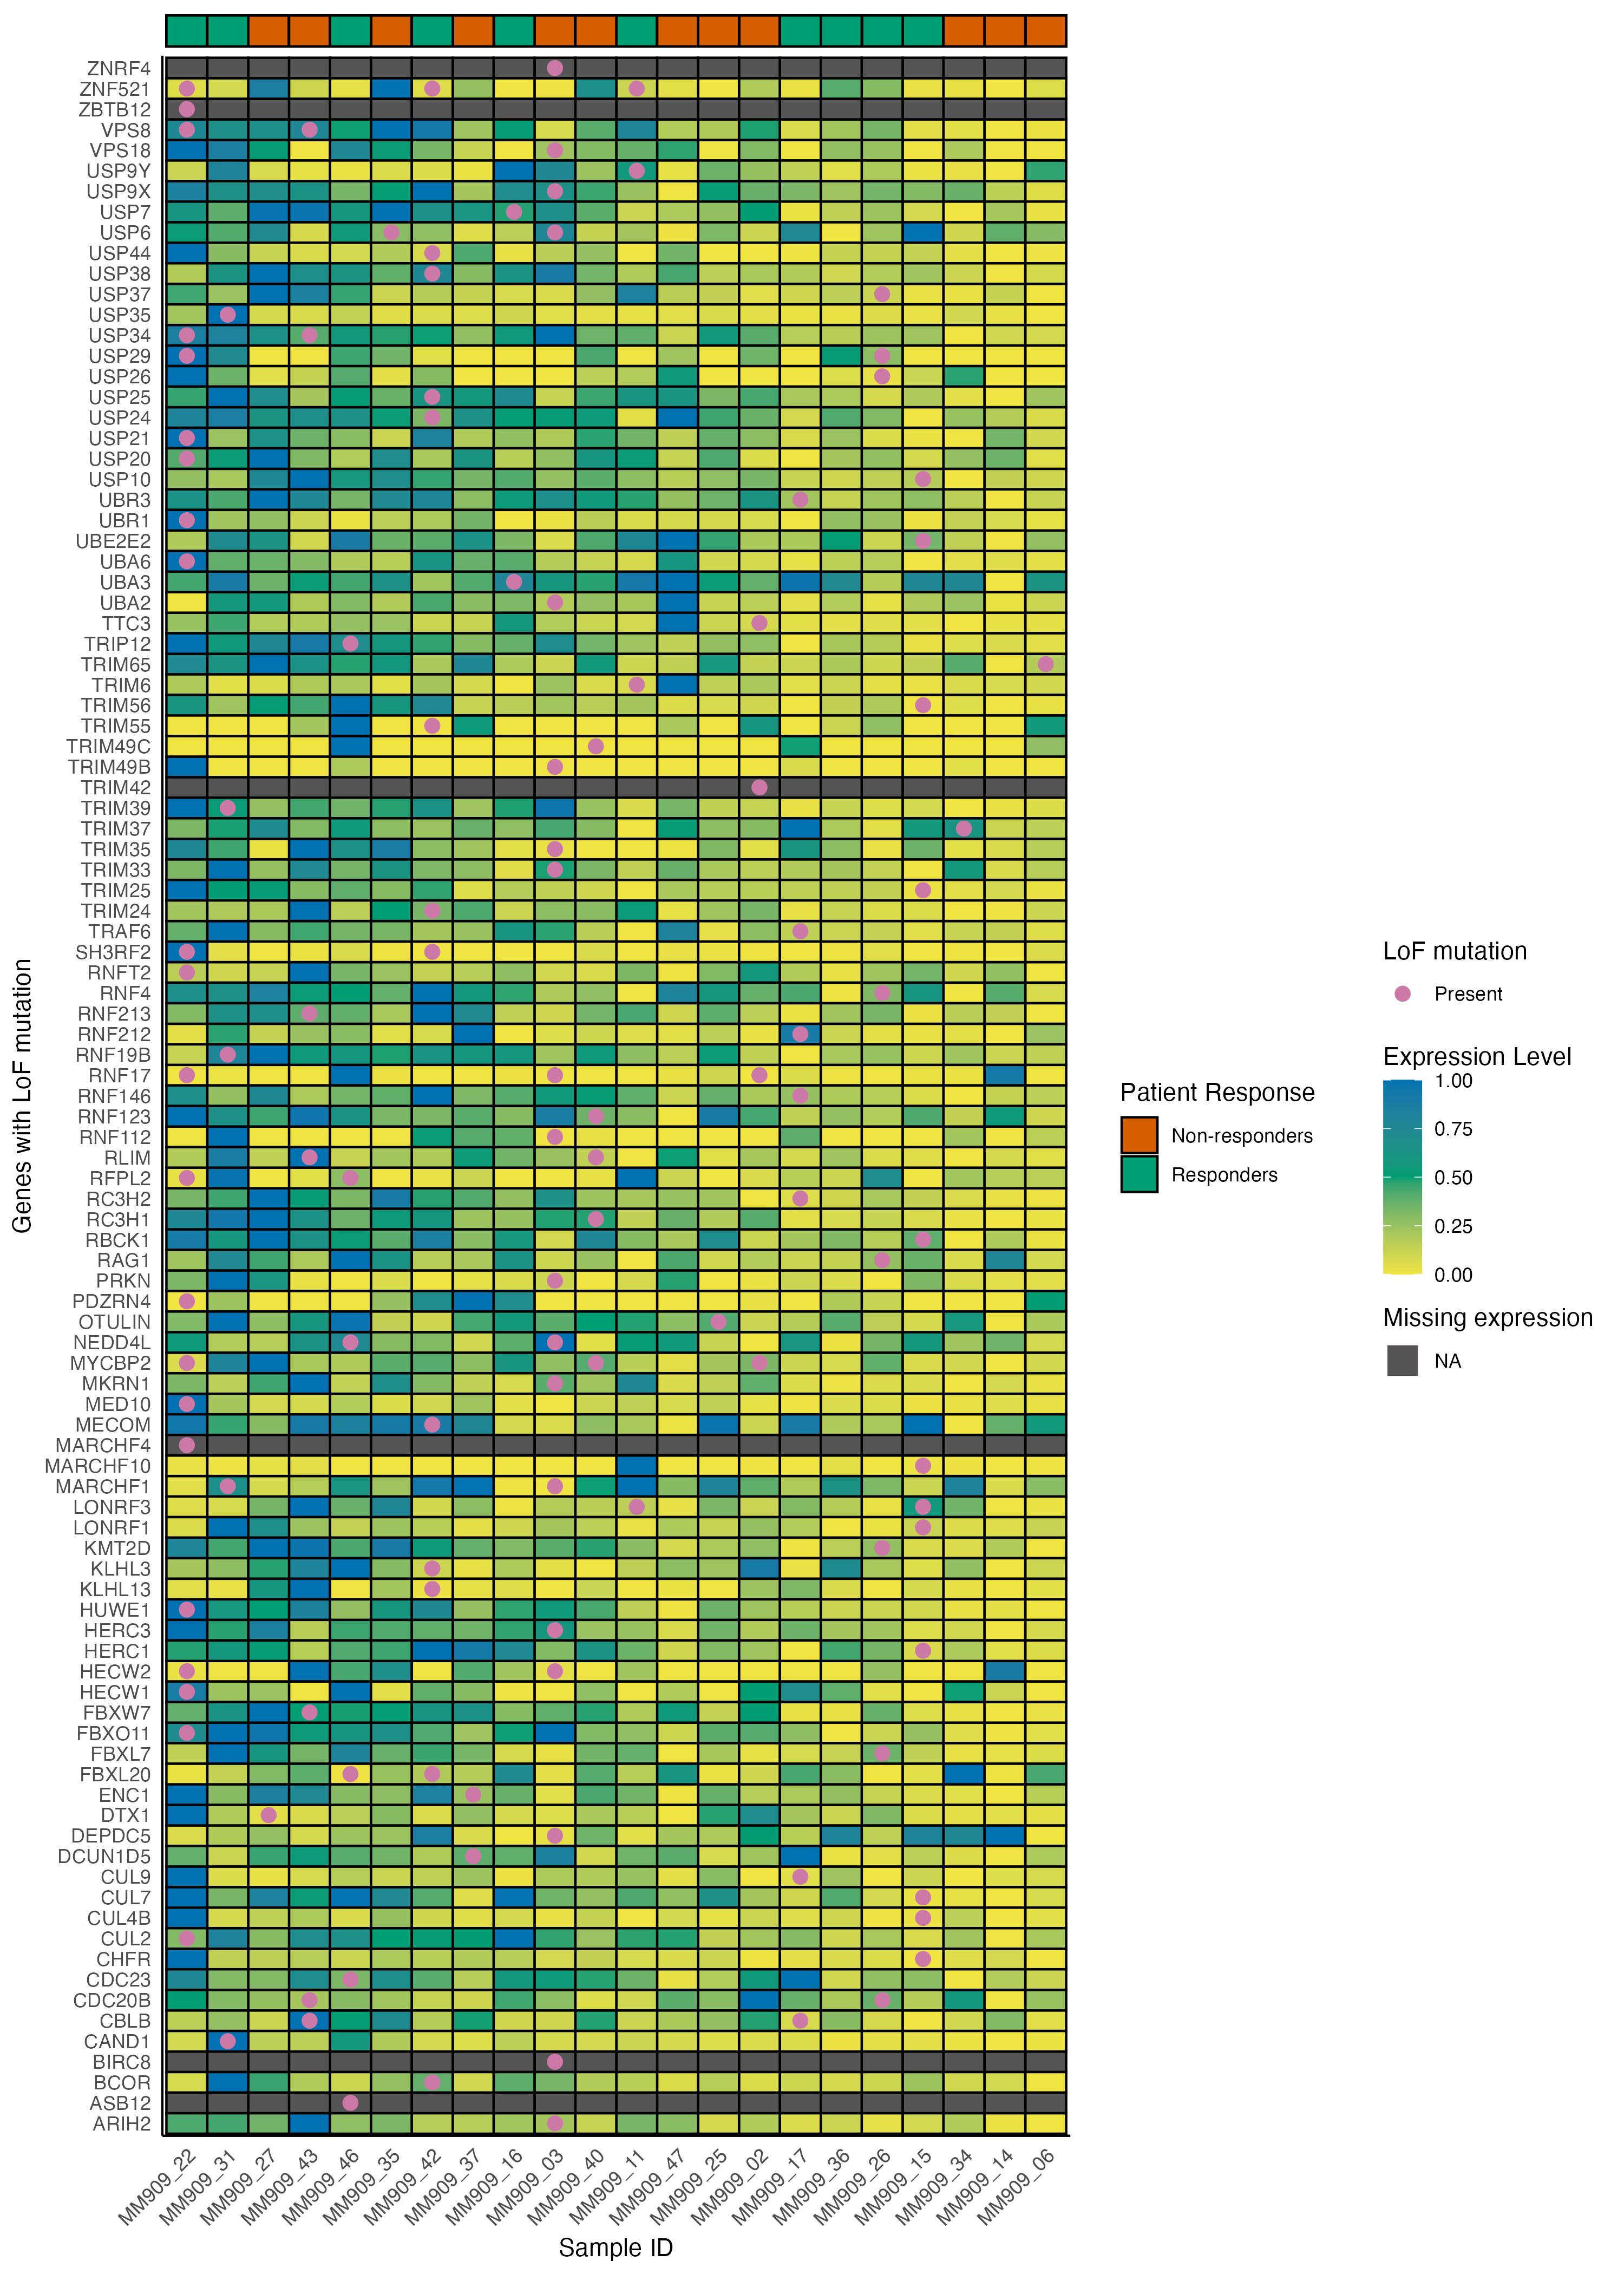 ZNRF4
ZNF521
ZBTB12
VPS8
VPS18
USP9Y
USP9X
USP7
USP6
USP44
USP38
USP37
USP35
USP34
USP29
USP26
USP25
USP24
USP21
USP20
USP10
UBR3
UBR1
UBE2E2
UBA6
UBA3
UBA2
TTC3
TRIP12
TRIM65
TRIM6
TRIM56
TRIM55
TRIM49C
TRIM49B
TRIM42
TRIM39
TRIM37
TRIM35
TRIM33
TRIM25
TRIM24
TRAF6
SH3RF2
RNFT2
RNF4
RNF213
RNF212
RNF19B
RNF17
RNF146
RNF123
RNF112
RLIM
RFPL2
RC3H2
RC3H1
RBCK1
RAG1
PRKN
PDZRN4
OTULIN
NEDD4L
MYCBP2
MKRN1
MED10
MECOM
MARCHF4
MARCHF10
MARCHF1
LONRF3
LONRF1
KMT2D
KLHL3
KLHL13
HUWE1
HERC3
HERC1
HECW2
HECW1
FBXW7
FBXO11
FBXL7
FBXL20
ENC1
DTX1
DEPDC5
DCUN1D5
CUL9
CUL7
CUL4B
CUL2
CHFR
CDC23
CDC20B
CBLB
CAND1
BIRC8
BCOR
ASB12
ARIH2
Genes with LoF mutation
MM909_22
MM909_31
MM909_27
MM909_43
MM909_46
MM909_35
MM909_42
MM909_37
MM909_16
MM909_03
MM909_40
MM909_11
MM909_47
MM909_25
MM909_02
MM909_17
MM909_36
MM909_26
MM909_15
MM909_34
MM909_14
MM909_06
Sample ID
Patient Response
Non-responders
Responders
LoF mutation
Present
Expression Level
1.00
0.75
0.50
0.25
0.00
Missing expression
NA